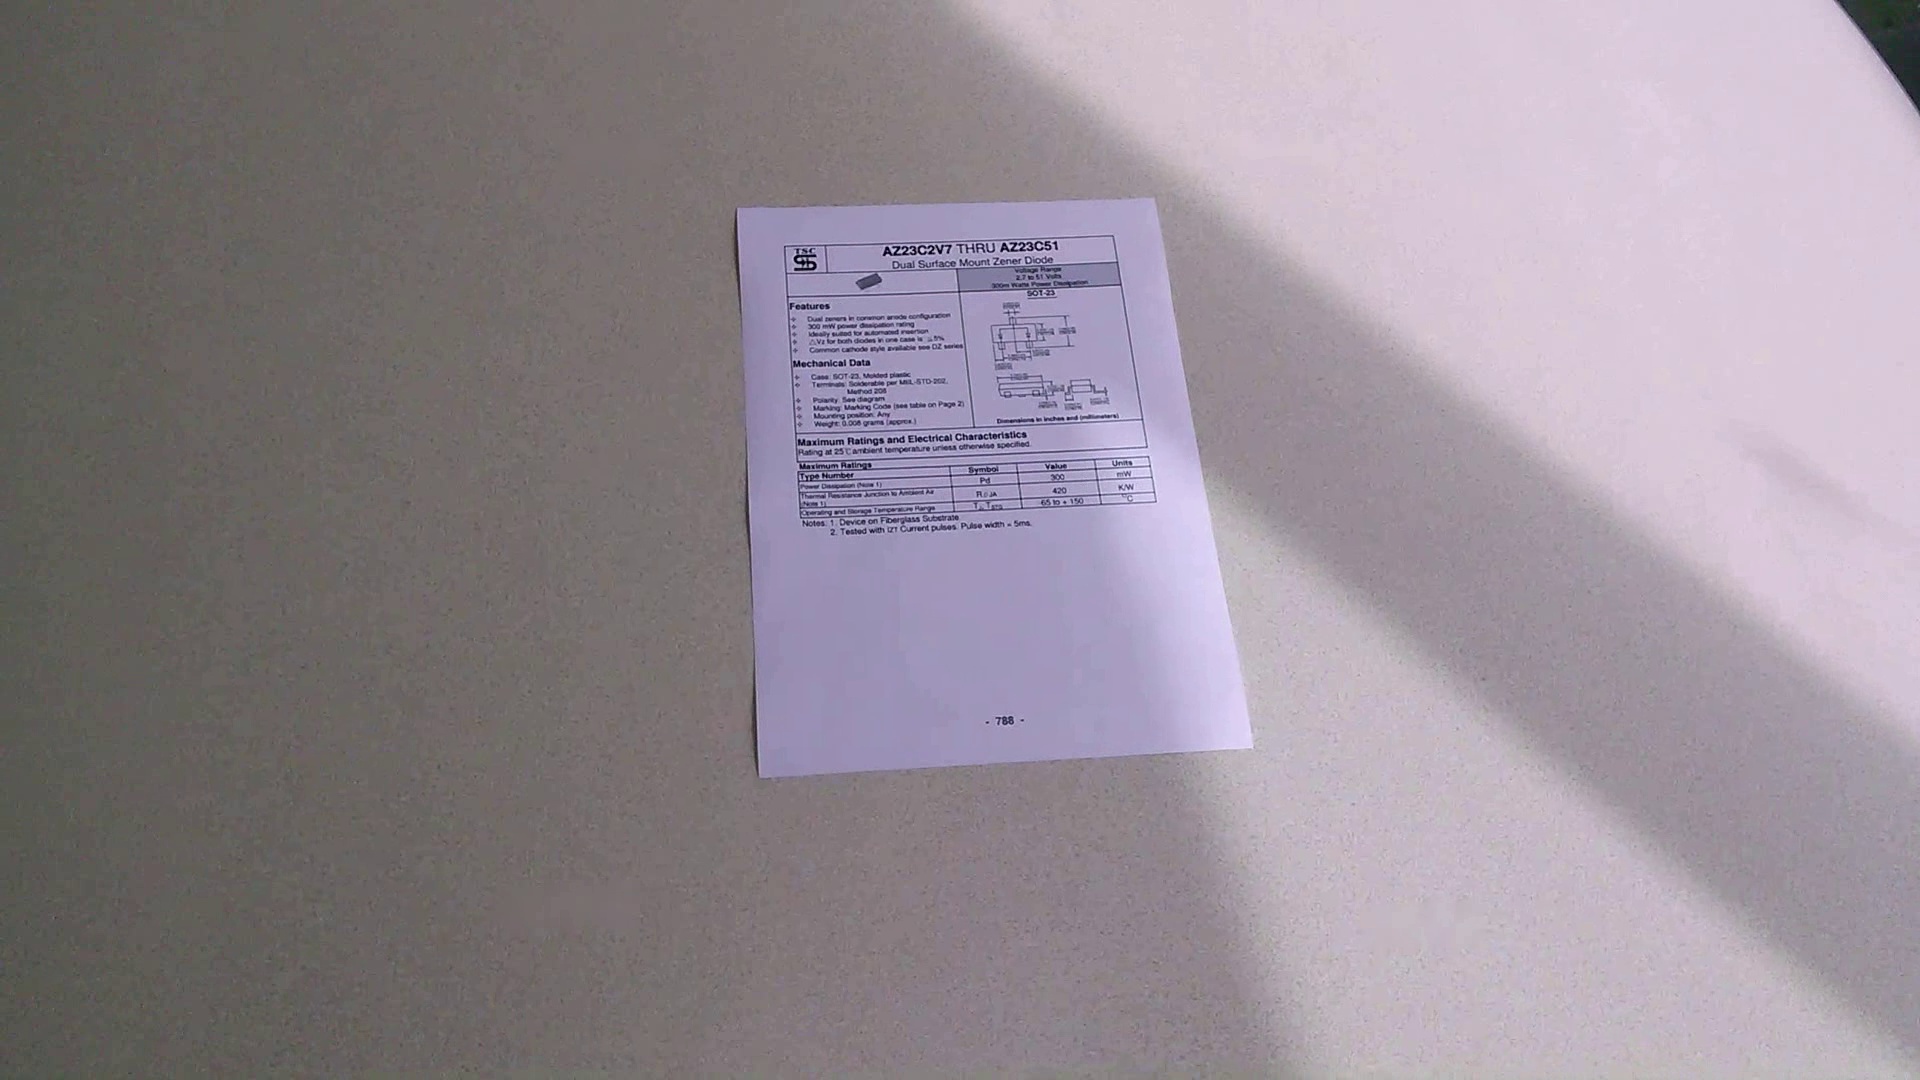 TSC
AZ23C2V7 THRU AZ23C51
Dual Surface Mount Zener Diode
Voltage Range
2.7 to 51 Volts
300m Watts Power Dissipation
SOT-23
Features
Dual zeners in common anode configuration
300 mW power dissipation rating
Ideally suited for automated insertion
△Vz for both diodes in one case is ≤5%
Common cathode style available see DZ series
Mechanical Data
Case: SOT-23, Molded plastic
Terminals: Solderable per MIL-STD-202,
Method 208
Polarity: See diagram
Marking: Marking Code (see table on Page 2)
Mounting position: Any
Weight: 0.008 grams (approx.)
Dimensions in inches and (millimeters)
Maximum Ratings and Electrical Characteristics
Rating at 25℃ambient temperature unless otherwise specified.
Maximum Ratings
Type Number Symbol Value Units
Power Dissipation (Note 1) Pd 300 mW
Thermal Resistance Junction to Ambient Air
(Note 1) 420 K/W
Operating and Storage Temperature Range 65 to + 150 °C
Notes: 1. Device on Fiberglass Substrate.
2. Tested with IZT Current pulses. Pulse width = 5ms.
- 788 -